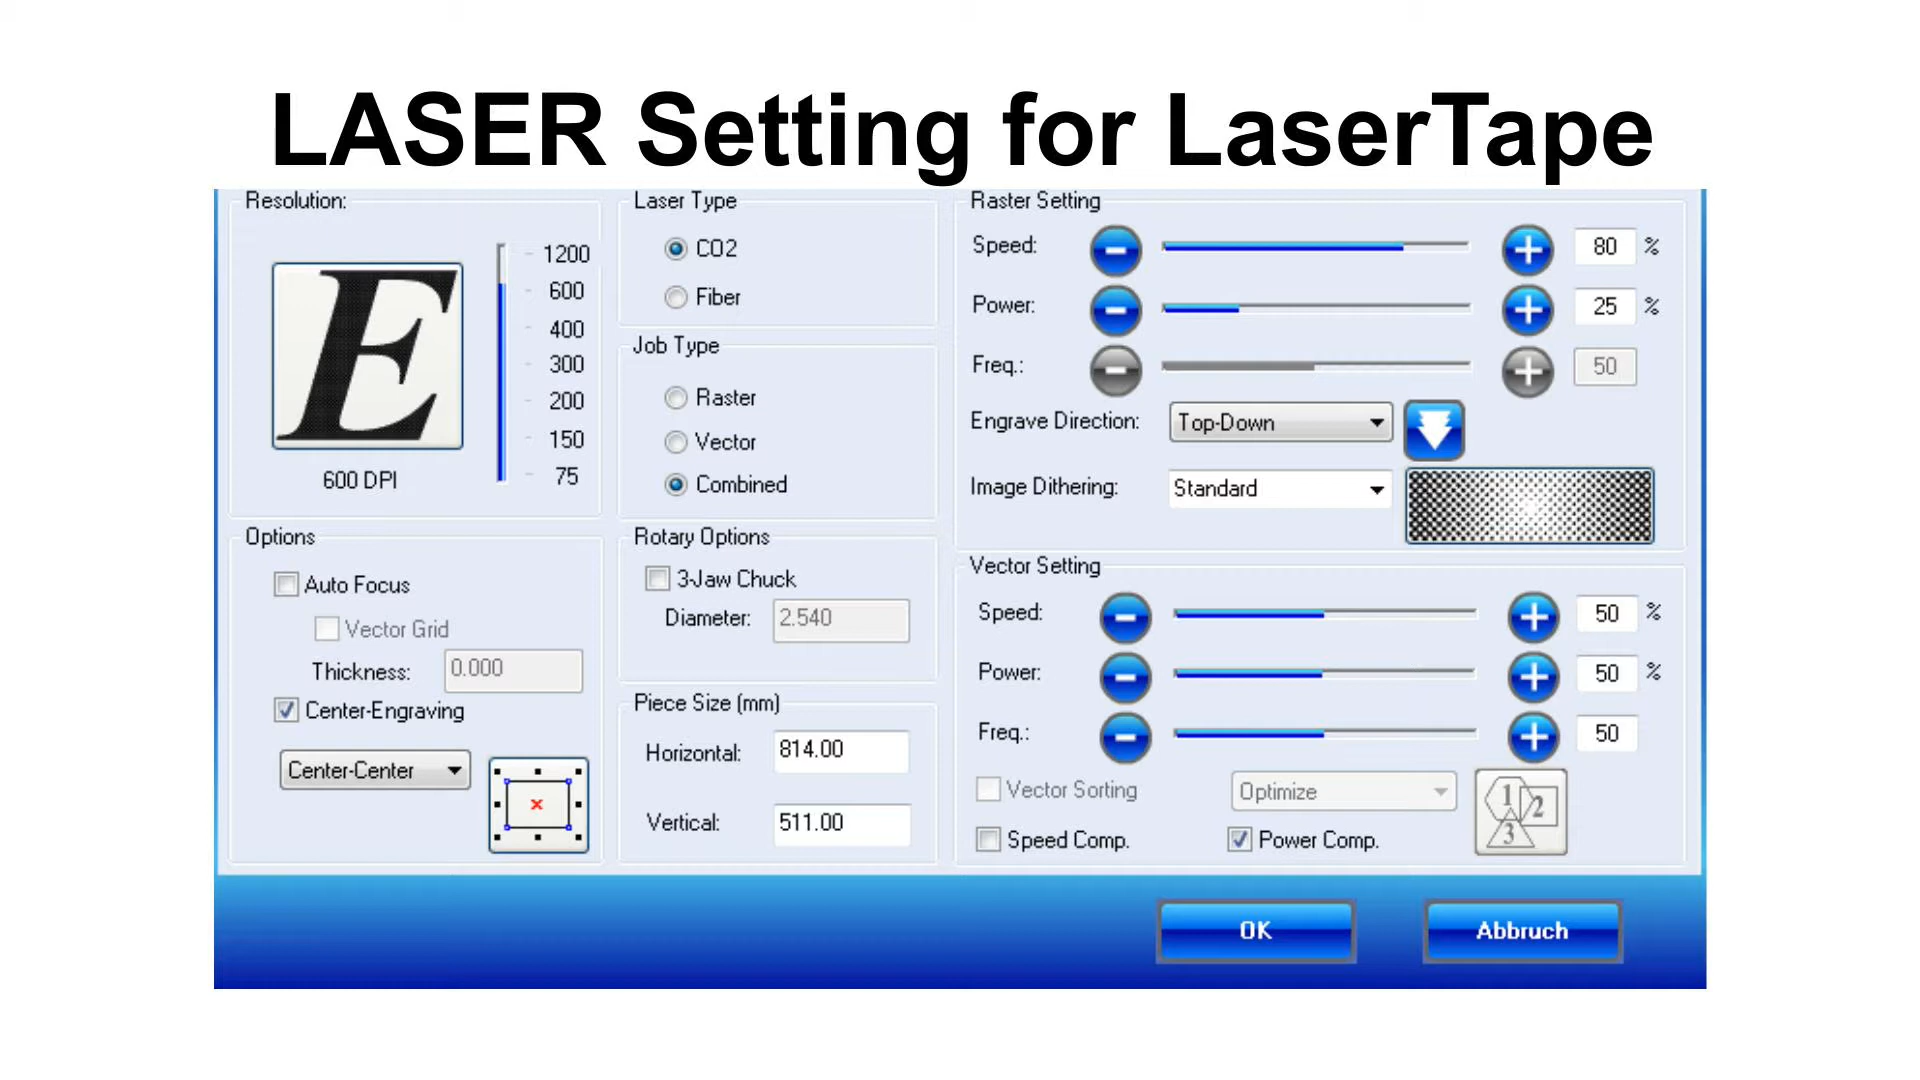 LASER Setting for LaserTape
Resolution:
E
600 DPI
1200
600
400
300
200
150
75
Options
Auto Focus
Vector Grid
Thickness: 0.000
Center-Engraving
Center-Center
Laser Type
CO2
Fiber
Job Type
Raster
Vector
Combined
Rotary Options
3-Jaw Chuck
Diameter: 2.540
Piece Size (mm)
Horizontal: 814.00
Vertical: 511.00
Raster Setting
Speed: 80 %
Power: 25 %
Freq.: 50
Engrave Direction: Top-Down
Image Dithering: Standard
Vector Setting
Speed: 50 %
Power: 50 %
Freq.: 50
Vector Sorting Optimize
1 2
3
Speed Comp. Power Comp.
OK Abbruch